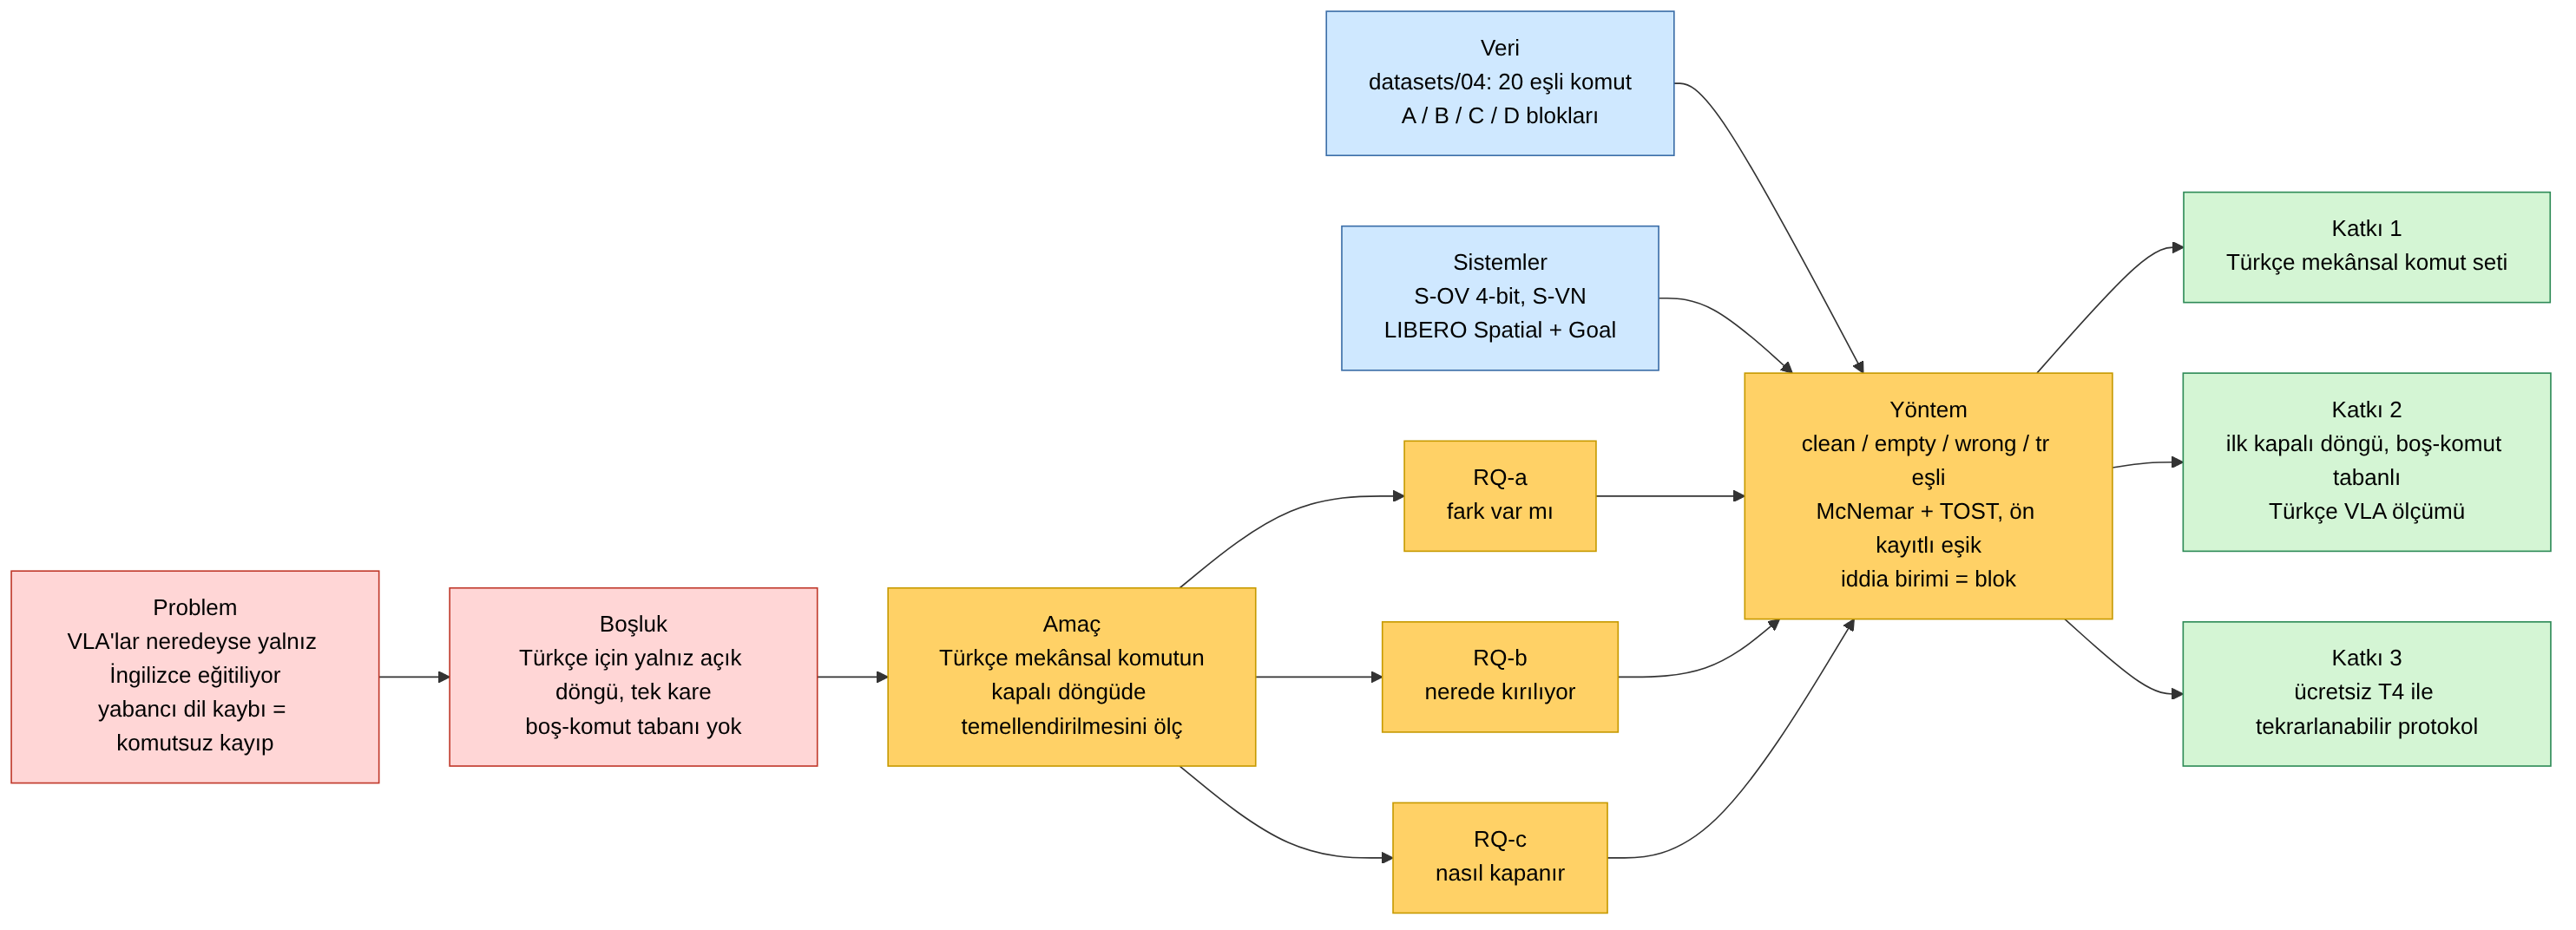 Problem
VLA'lar neredeyse yalnız
İngilizce eğitiliyor
yabancı dil kaybı =
komutsuz kayıp
Boşluk
Türkçe için yalnız açık
döngü, tek kare
boş-komut tabanı yok
Amaç
Türkçe mekânsal komutun
kapalı döngüde
temellendirilmesini ölç
Veri
datasets/04: 20 eşli komut
A / B / C / D blokları
Sistemler
S-OV 4-bit, S-VN
LIBERO Spatial + Goal
RQ-a
fark var mı
RQ-b
nerede kırılıyor
RQ-c
nasıl kapanır
Yöntem
clean / empty / wrong / tr
eşli
McNemar + TOST, ön
kayıtlı eşik
iddia birimi = blok
Katkı 1
Türkçe mekânsal komut seti
Katkı 2
ilk kapalı döngü, boş-komut
tabanlı
Türkçe VLA ölçümü
Katkı 3
ücretsiz T4 ile
tekrarlanabilir protokol